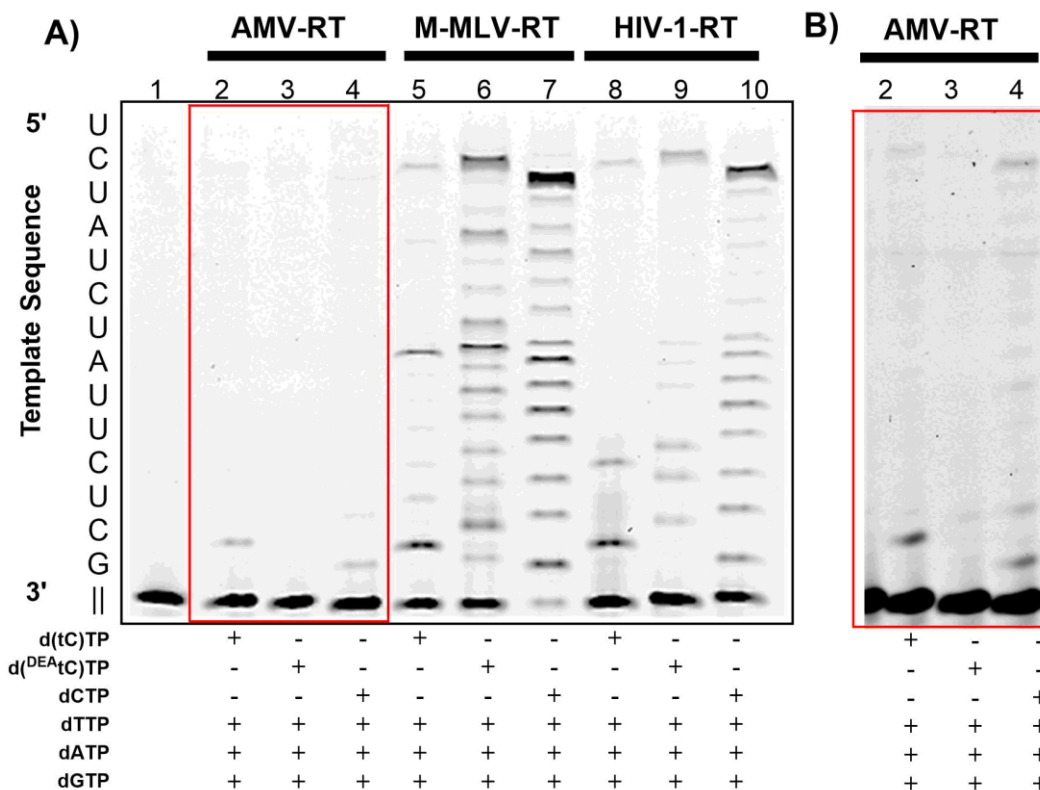 A)
AMV-RT M-MLV-RT HIV-1-RT
B)
AMV-RT
1 2 3 4 5 6 7 8 9 10
2 3 4
Template Sequence
5'
U
C
U
A
U
C
U
A
U
U
C
U
C
G
3' ||
d(tC)TP + - - + - - + - -
+ - -
d(ᴰᴱᴬtC)TP - + - - + - - + -
- + -
dCTP - - + - - + - - +
- - +
dTTP + + + + + + + + +
+ + +
dATP + + + + + + + + +
+ + +
dGTP + + + + + + + + +
+ + +